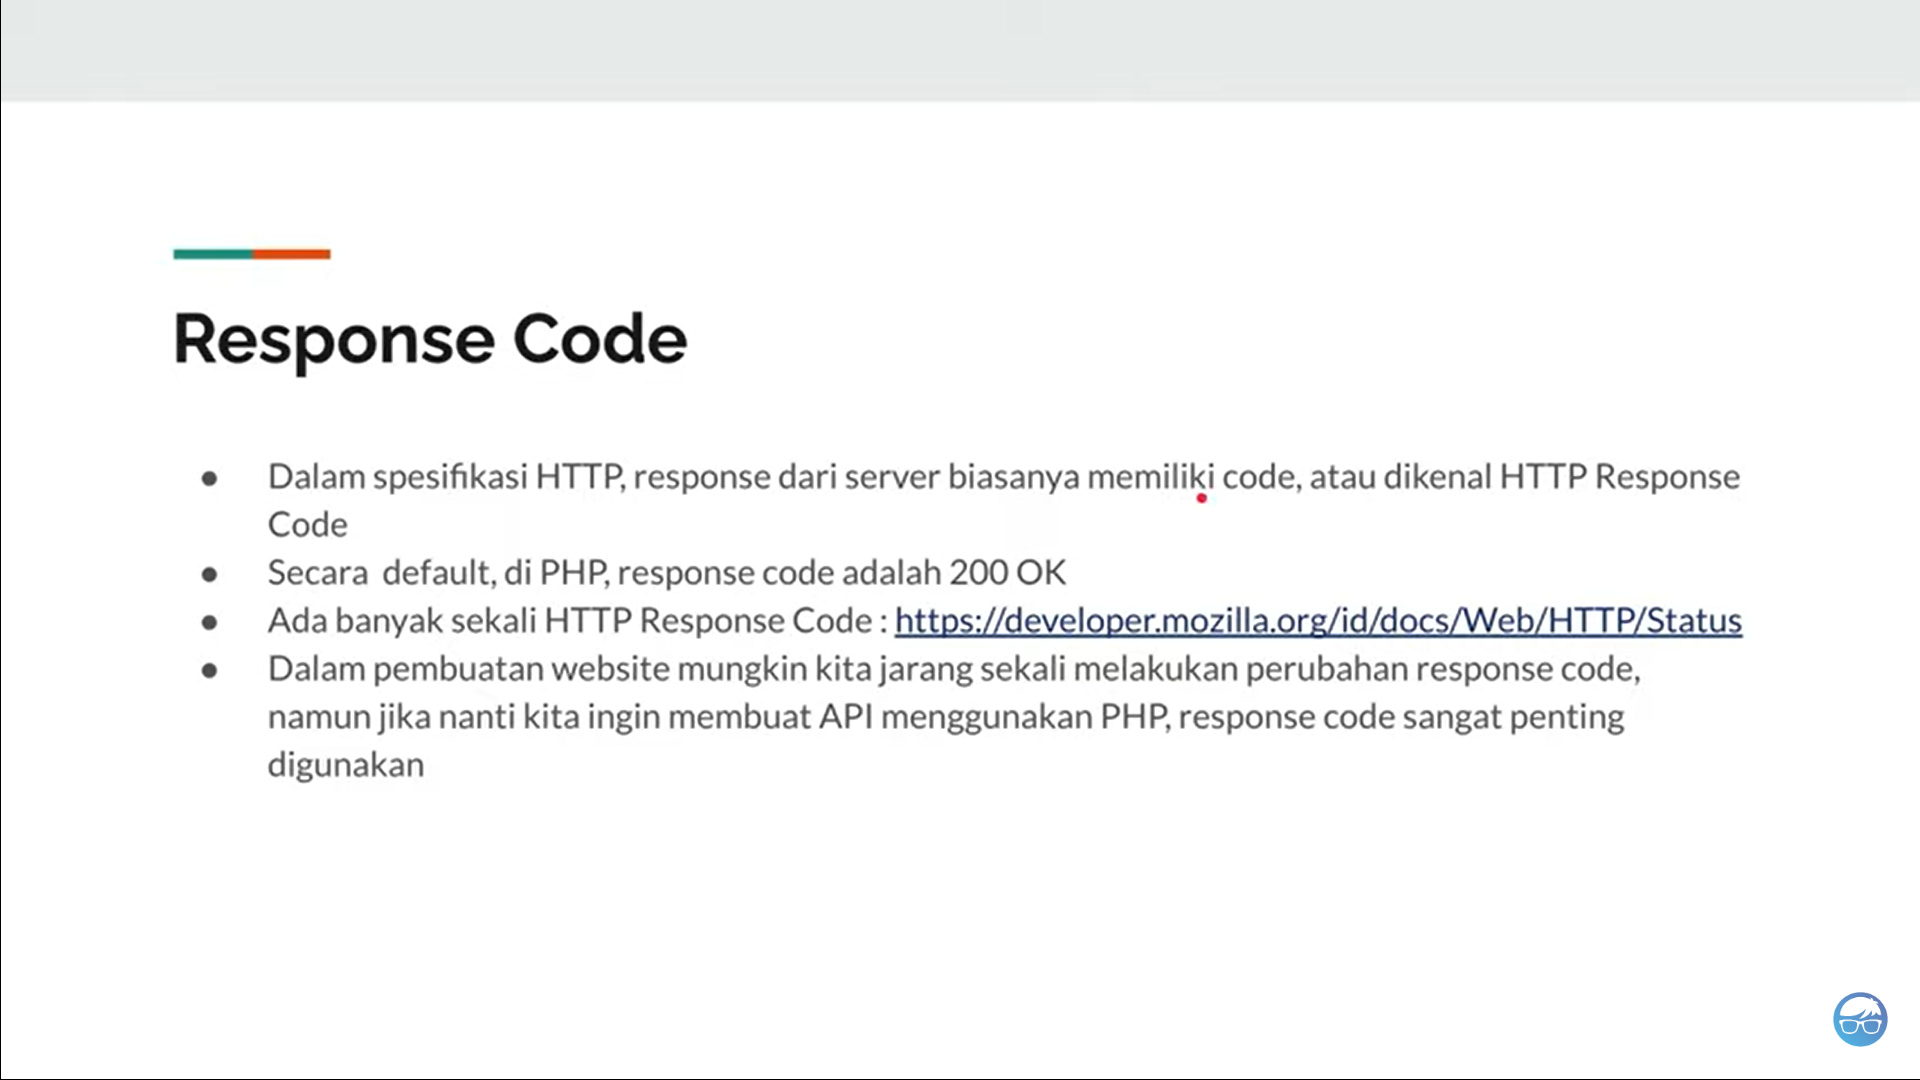 Response Code
● Dalam spesifikasi HTTP, response dari server biasanya memiliki code, atau dikenal HTTP Response
Code
● Secara  default, di PHP, response code adalah 200 OK
● Ada banyak sekali HTTP Response Code : https://developer.mozilla.org/id/docs/Web/HTTP/Status
● Dalam pembuatan website mungkin kita jarang sekali melakukan perubahan response code,
namun jika nanti kita ingin membuat API menggunakan PHP, response code sangat penting
digunakan